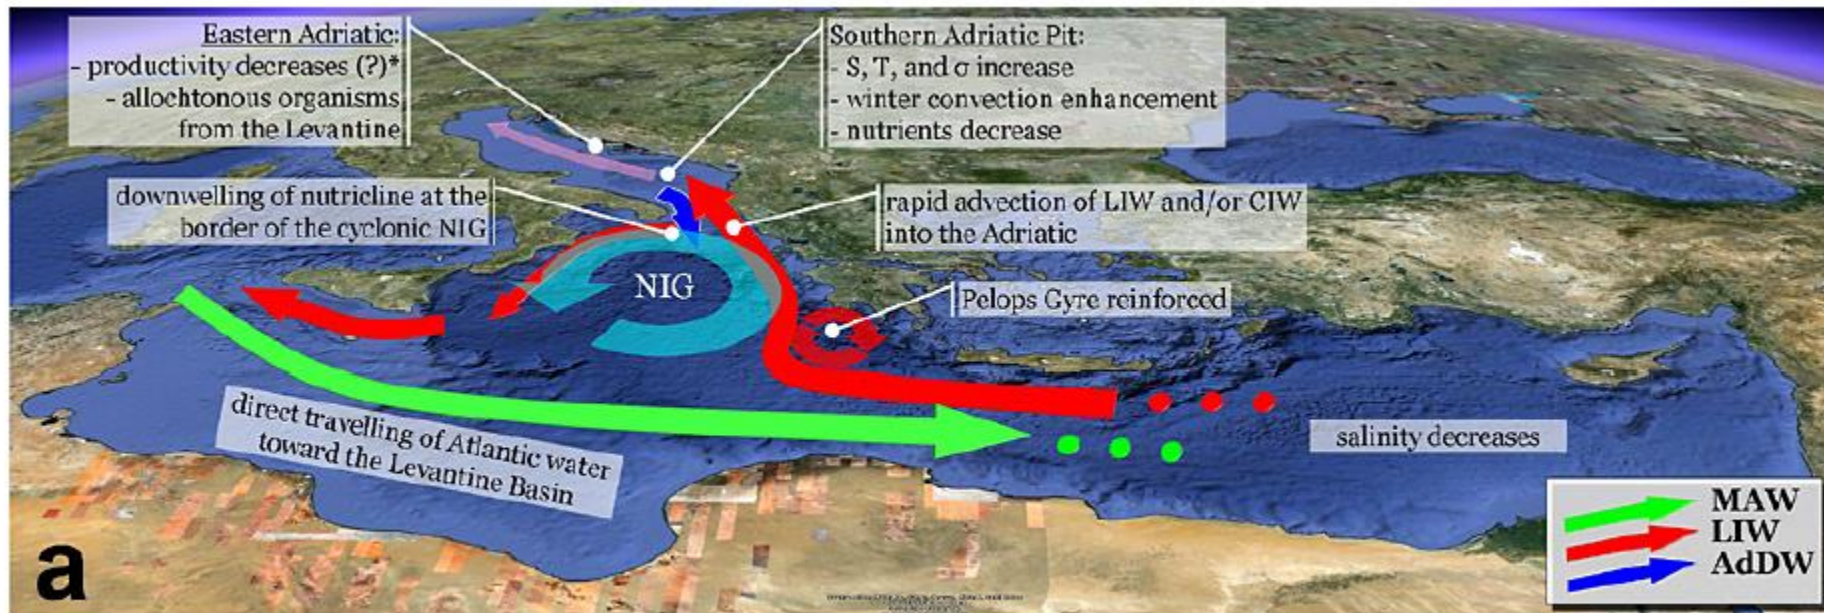 Eastern Adriatic:
- productivity decreases (?)*
- allochtonous organisms
from the Levantine
Southern Adriatic Pit:
- S, T, and σ increase
- winter convection enhancement
- nutrients decrease
downwelling of nutricline at the
border of the cyclonic NIG
rapid advection of LIW and/or CIW
into the Adriatic
NIG
Pelops Gyre reinforced
direct travelling of Atlantic water
toward the Levantine Basin
salinity decreases
MAW
LIW
AdDW
a